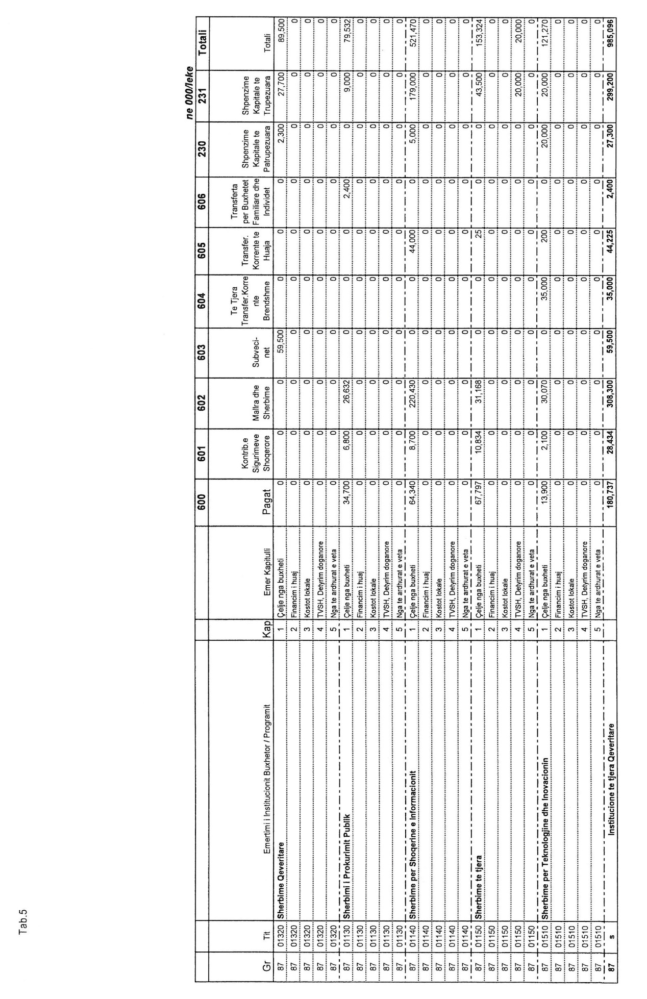 Tab.5
ne 000/leke
600 601 602 603 604 605 606 230 231 Totali
Gr Tit Emertimi i Institucionit Buxhetor / Programit Kap Emer Kapitulli Pagat Kontrib.e Sigurimeve Shoqerore Mallra dhe Sherbime Subveci-net Te Tjera Transfer.Korrente Brendshme Transfer. Korrente te Huaja Transferta per Buxhetet Familiare dhe Individet Shpenzime Kapitale te Patrupezuara Shpenzime Kapitale te Trupezuara Totali
87 01320 Sherbime Qeveritare 1 Çelje nga buxheti 0 0 0 59,500 0 0 0 2,300 27,700 89,500
87 01320 2 Financim i huaj 0 0 0 0 0 0 0 0 0 0
87 01320 3 Kostot lokale 0 0 0 0 0 0 0 0 0 0
87 01320 4 TVSH, Detyrim doganore 0 0 0 0 0 0 0 0 0 0
87 01320 5 Nga te ardhurat e veta 0 0 0 0 0 0 0 0 0 0
87 01130 Sherbimi i Prokurimit Publik 1 Çelje nga buxheti 34,700 6,800 26,632 0 0 0 2,400 0 9,000 79,532
87 01130 2 Financim i huaj 0 0 0 0 0 0 0 0 0 0
87 01130 3 Kostot lokale 0 0 0 0 0 0 0 0 0 0
87 01130 4 TVSH, Detyrim doganore 0 0 0 0 0 0 0 0 0 0
87 01130 5 Nga te ardhurat e veta 0 0 0 0 0 0 0 0 0 0
87 01140 Sherbime per Shoqerine e Informacionit 1 Çelje nga buxheti 64,340 8,700 220,430 0 0 44,000 0 5,000 179,000 521,470
87 01140 2 Financim i huaj 0 0 0 0 0 0 0 0 0 0
87 01140 3 Kostot lokale 0 0 0 0 0 0 0 0 0 0
87 01140 4 TVSH, Detyrim doganore 0 0 0 0 0 0 0 0 0 0
87 01140 5 Nga te ardhurat e veta 0 0 0 0 0 0 0 0 0 0
87 01150 Sherbime te tjera 1 Çelje nga buxheti 67,797 10,834 31,168 0 0 25 0 0 43,500 153,324
87 01150 2 Financim i huaj 0 0 0 0 0 0 0 0 0 0
87 01150 3 Kostot lokale 0 0 0 0 0 0 0 0 0 0
87 01150 4 TVSH, Detyrim doganore 0 0 0 0 0 0 0 0 20,000 20,000
87 01150 5 Nga te ardhurat e veta 0 0 0 0 0 0 0 0 0 0
87 01510 Sherbime per Teknologjine dhe Inovacionin 1 Çelje nga buxheti 13,900 2,100 30,070 0 35,000 200 0 20,000 20,000 121,270
87 01510 2 Financim i huaj 0 0 0 0 0 0 0 0 0 0
87 01510 3 Kostot lokale 0 0 0 0 0 0 0 0 0 0
87 01510 4 TVSH, Detyrim doganore 0 0 0 0 0 0 0 0 0 0
87 01510 5 Nga te ardhurat e veta 0 0 0 0 0 0 0 0 0 0
87 s Institucione te tjera Qeveritare 180,737 28,434 308,300 59,500 35,000 44,225 2,400 27,300 299,200 985,096